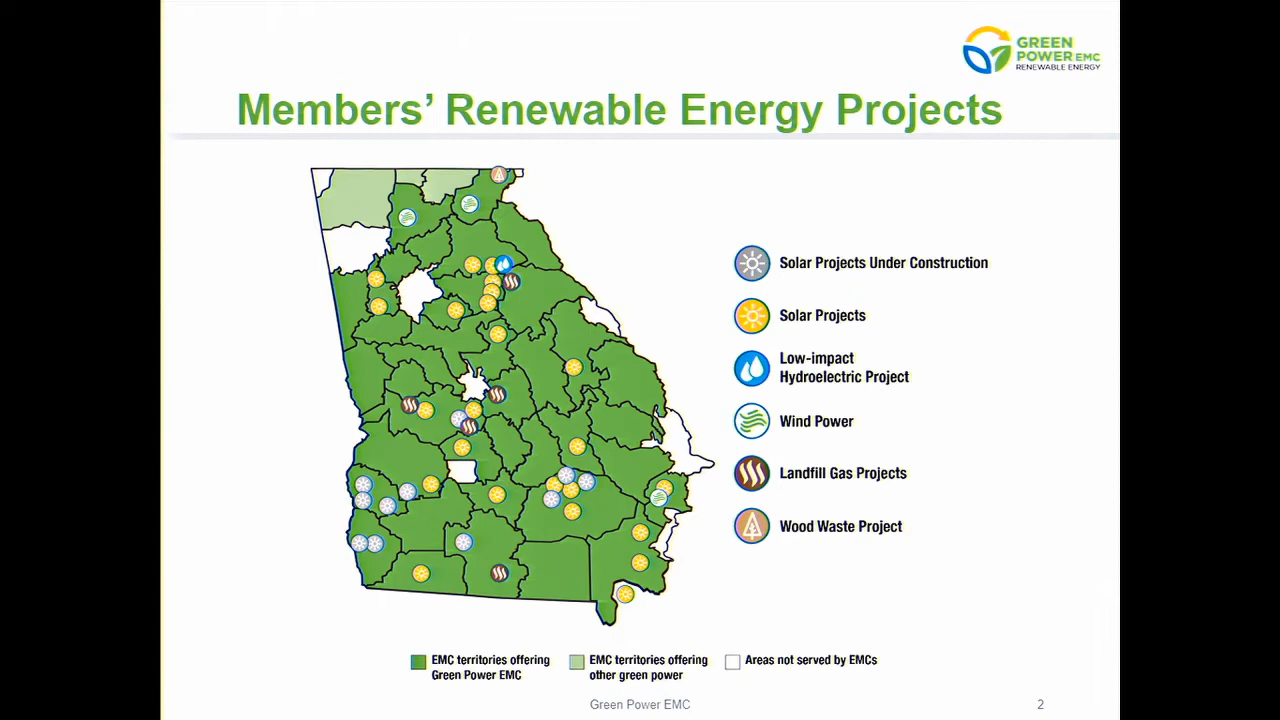 GREEN
POWER EMC
RENEWABLE ENERGY
Members’ Renewable Energy Projects
Solar Projects Under Construction
Solar Projects
Low-impact
Hydroelectric Project
Wind Power
Landfill Gas Projects
Wood Waste Project
EMC territories offering
Green Power EMC
EMC territories offering
other green power
Areas not served by EMCs
Green Power EMC
2